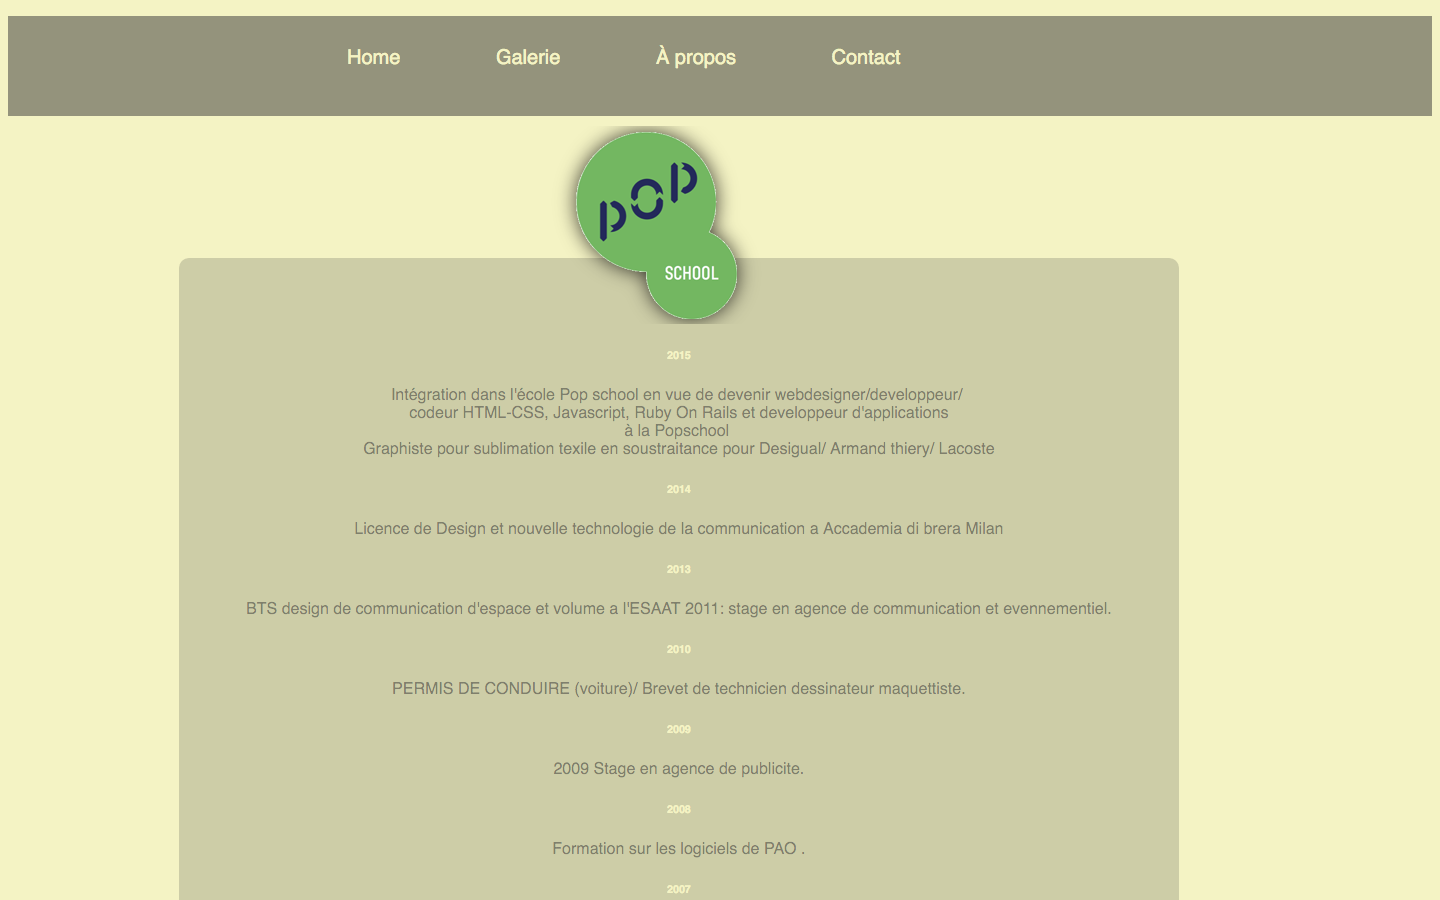 Home Galerie À propos Contact
pop
SCHOOL
2015
Intégration dans l'école Pop school en vue de devenir webdesigner/developpeur/
codeur HTML-CSS, Javascript, Ruby On Rails et developpeur d'applications
à la Popschool
Graphiste pour sublimation texile en soustraitance pour Desigual/ Armand thiery/ Lacoste
2014
Licence de Design et nouvelle technologie de la communication a Accademia di brera Milan
2013
BTS design de communication d'espace et volume a l'ESAAT 2011: stage en agence de communication et evennementiel.
2010
PERMIS DE CONDUIRE (voiture)/ Brevet de technicien dessinateur maquettiste.
2009
2009 Stage en agence de publicite.
2008
Formation sur les logiciels de PAO .
2007